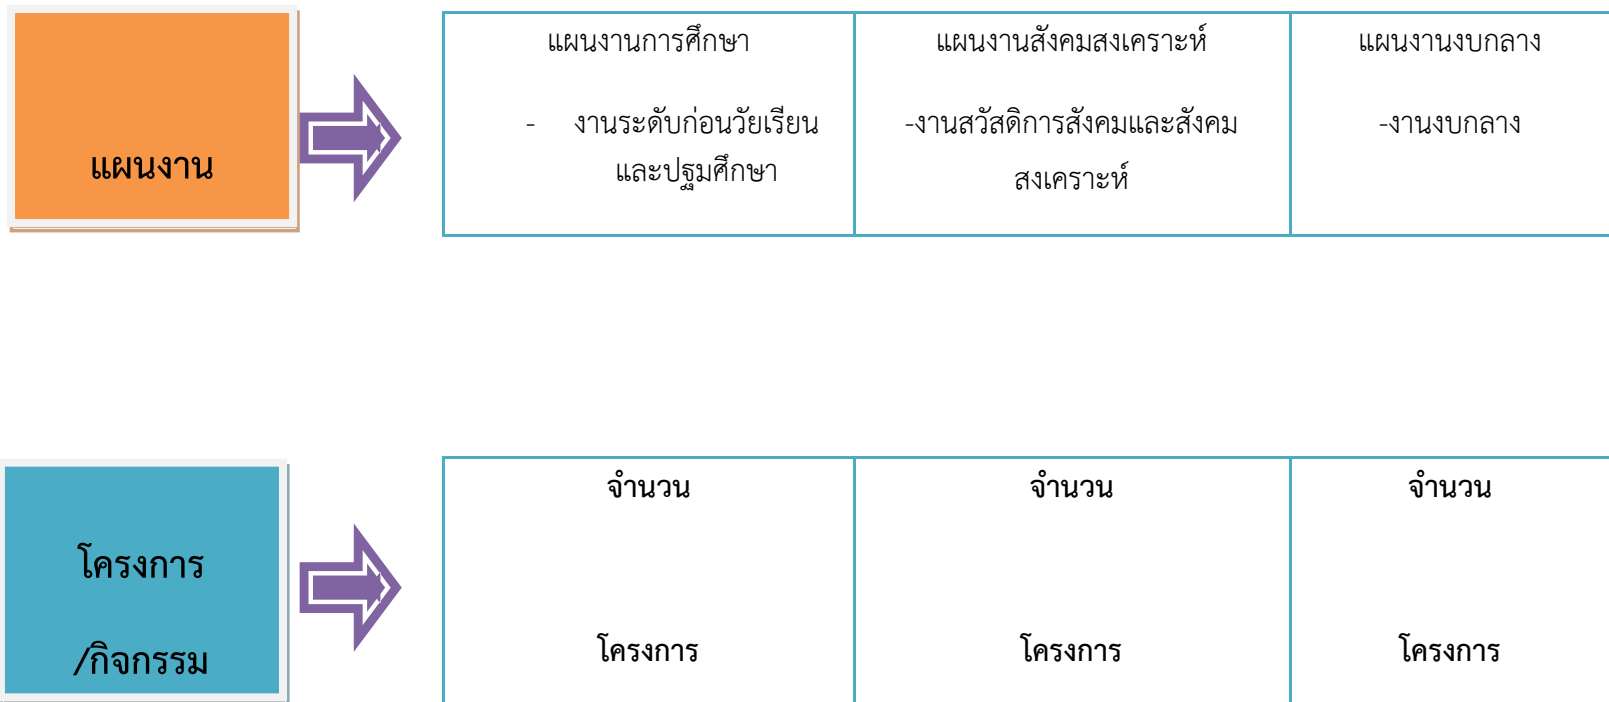 แผนงาน
แผนงานการศึกษา
- งานระดับก่อนวัยเรียน
และปฐมศึกษา
แผนงานสังคมสงเคราะห์
-งานสวัสดิการสังคมและสังคม
สงเคราะห์
แผนงานงบกลาง
-งานงบกลาง
โครงการ
/กิจกรรม
จำนวน
โครงการ
จำนวน
โครงการ
จำนวน
โครงการ